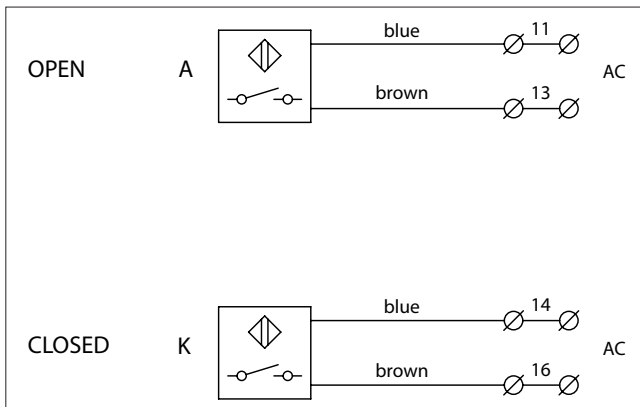 blue 11
OPEN A AC
brown 13
blue 14
CLOSED K AC
brown 16